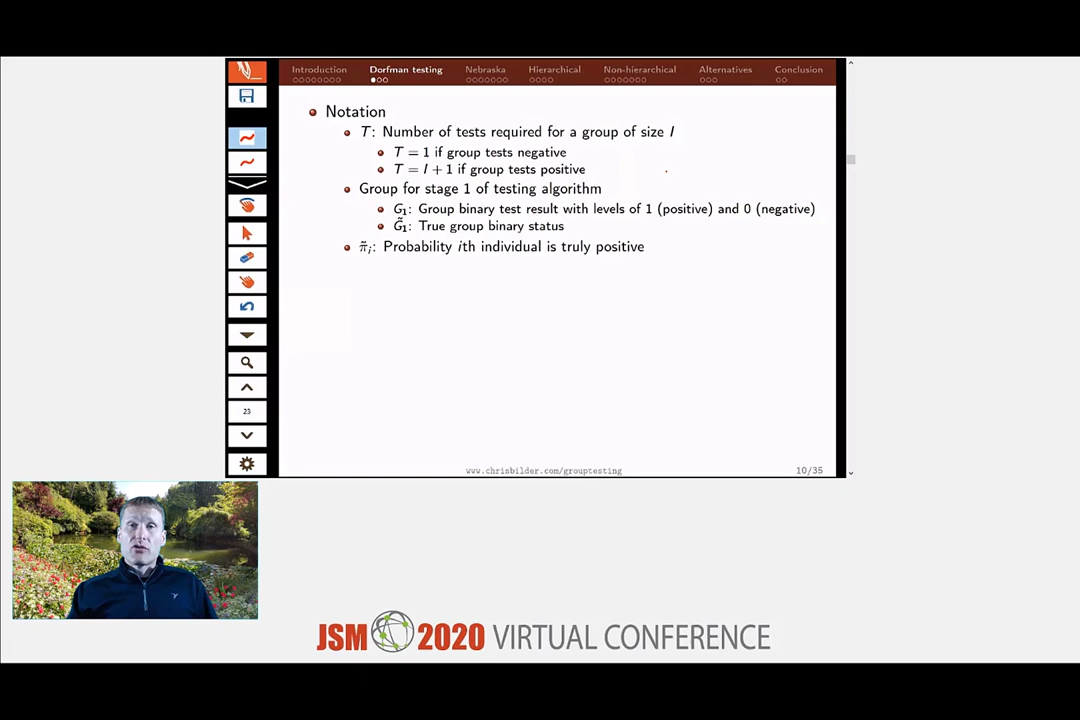 Introduction Dorfman testing Nebraska Hierarchical Non-hierarchical Alternatives Conclusion
Notation
T: Number of tests required for a group of size I
T = 1 if group tests negative
T = I + 1 if group tests positive
Group for stage 1 of testing algorithm
G₁: Group binary test result with levels of 1 (positive) and 0 (negative)
G̃₁: True group binary status
π̃ᵢ: Probability ith individual is truly positive
23
www.chrisbilder.com/grouptesting 10/35
JSM 2020 VIRTUAL CONFERENCE